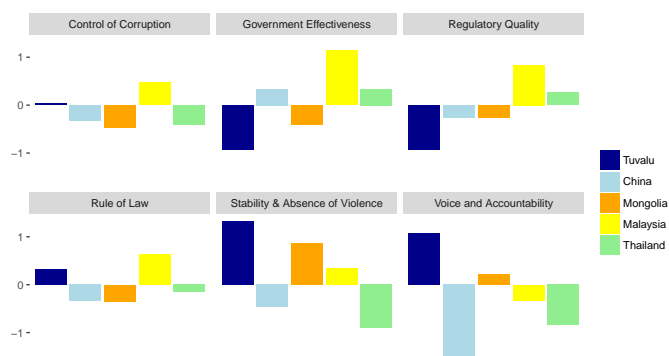 Control of Corruption
Government Effectiveness
Regulatory Quality
1
0
−1
Rule of Law
Stability & Absence of Violence
Voice and Accountability
1
0
−1
Tuvalu
China
Mongolia
Malaysia
Thailand